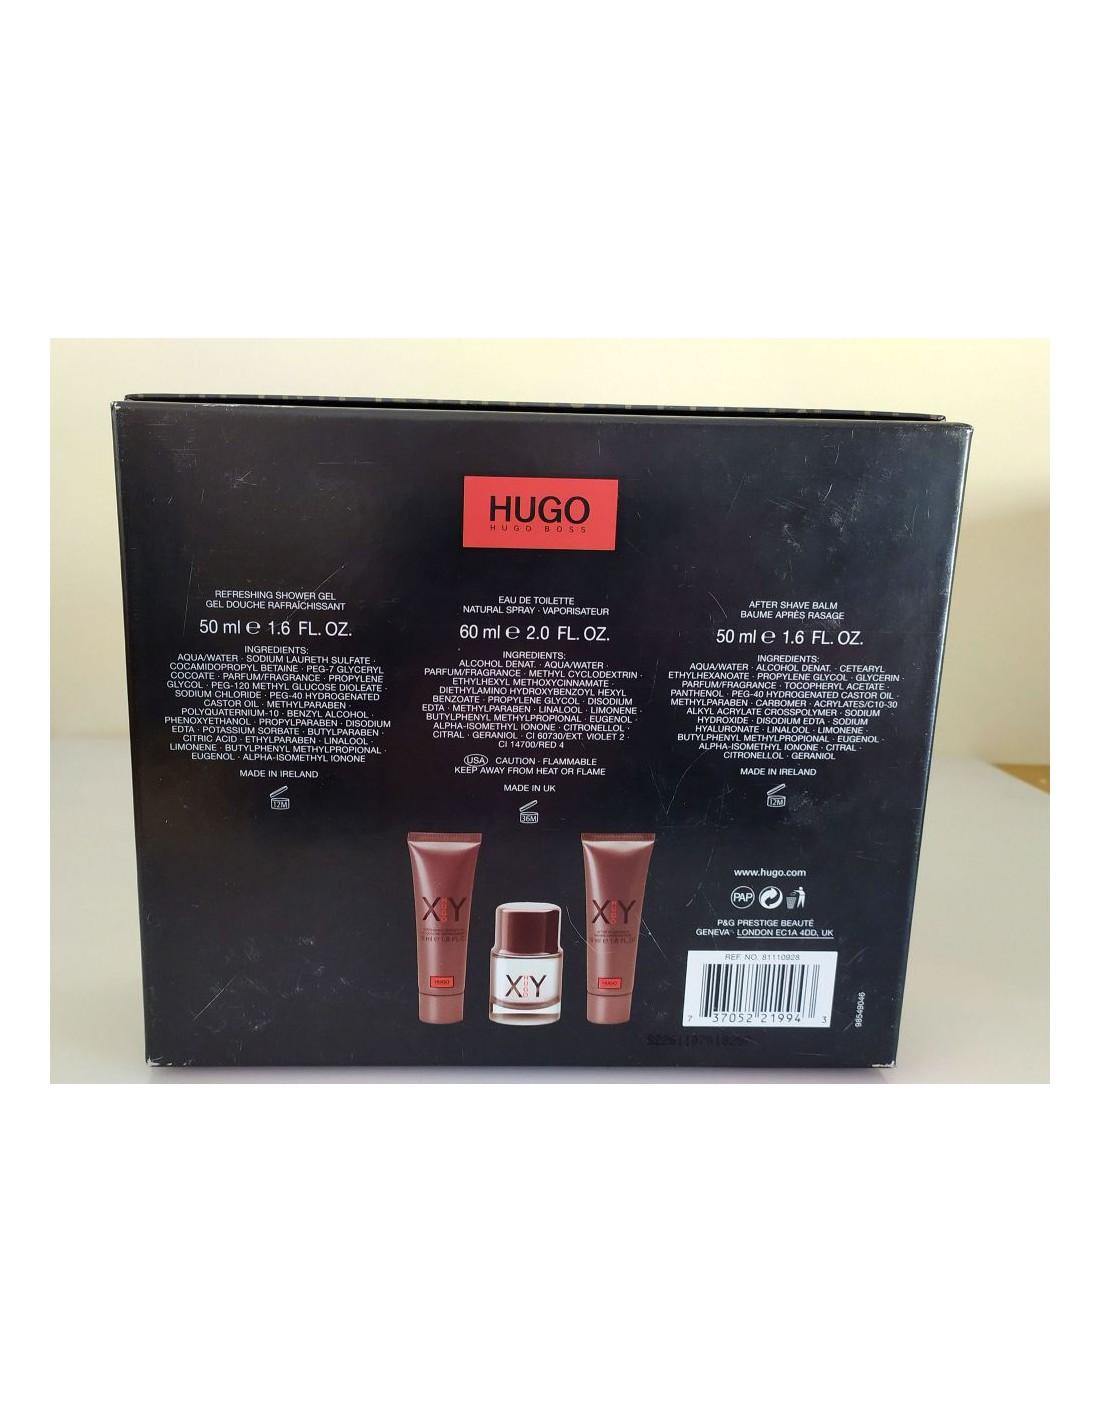 HUGO
HUGO BOSS
REFRESHING SHOWER GEL
GEL DOUCHE RAFRAÎCHISSANT
50 ml ℮ 1.6 FL. OZ.
INGREDIENTS:
AQUA/WATER · SODIUM LAURETH SULFATE ·
COCAMIDOPROPYL BETAINE · PEG-7 GLYCERYL
COCOATE · PARFUM/FRAGRANCE · PROPYLENE
GLYCOL · PEG-120 METHYL GLUCOSE DIOLEATE ·
SODIUM CHLORIDE · PEG-40 HYDROGENATED
CASTOR OIL · METHYLPARABEN ·
POLYQUATERNIUM-10 · BENZYL ALCOHOL ·
PHENOXYETHANOL · PROPYLPARABEN · DISODIUM
EDTA · POTASSIUM SORBATE · BUTYLPARABEN ·
CITRIC ACID · ETHYLPARABEN · LINALOOL ·
LIMONENE · BUTYLPHENYL METHYLPROPIONAL ·
EUGENOL · ALPHA-ISOMETHYL IONONE
MADE IN IRELAND
12M
EAU DE TOILETTE
NATURAL SPRAY · VAPORISATEUR
60 ml ℮ 2.0 FL. OZ.
INGREDIENTS:
ALCOHOL DENAT. · AQUA/WATER ·
PARFUM/FRAGRANCE · METHYL CYCLODEXTRIN ·
ETHYLHEXYL METHOXYCINNAMATE ·
DIETHYLAMINO HYDROXYBENZOYL HEXYL
BENZOATE · PROPYLENE GLYCOL · DISODIUM
EDTA · METHYLPARABEN · LINALOOL · LIMONENE ·
BUTYLPHENYL METHYLPROPIONAL · EUGENOL ·
ALPHA-ISOMETHYL IONONE · CITRONELLOL ·
CITRAL · GERANIOL · CI 60730/EXT. VIOLET 2 ·
CI 14700/RED 4
USA CAUTION · FLAMMABLE
KEEP AWAY FROM HEAT OR FLAME
MADE IN UK
36M
AFTER SHAVE BALM
BAUME APRÈS RASAGE
50 ml ℮ 1.6 FL. OZ.
INGREDIENTS:
AQUA/WATER · ALCOHOL DENAT. · CETEARYL
ETHYLHEXANOATE · PROPYLENE GLYCOL · GLYCERIN ·
PARFUM/FRAGRANCE · TOCOPHERYL ACETATE ·
PANTHENOL · PEG-40 HYDROGENATED CASTOR OIL ·
METHYLPARABEN · CARBOMER · ACRYLATES/C10-30
ALKYL ACRYLATE CROSSPOLYMER · SODIUM
HYDROXIDE · DISODIUM EDTA · SODIUM
HYALURONATE · LINALOOL · LIMONENE ·
BUTYLPHENYL METHYLPROPIONAL · EUGENOL ·
ALPHA-ISOMETHYL IONONE · CITRAL ·
CITRONELLOL · GERANIOL
MADE IN IRELAND
12M
XY
HUGO
XY
HUGO
XY
HUGO
www.hugo.com
PAP
P&G PRESTIGE BEAUTÉ
GENEVA · LONDON EC1A 4DD, UK
REF. NO. 81110928
7 37052 21994 3
98549046